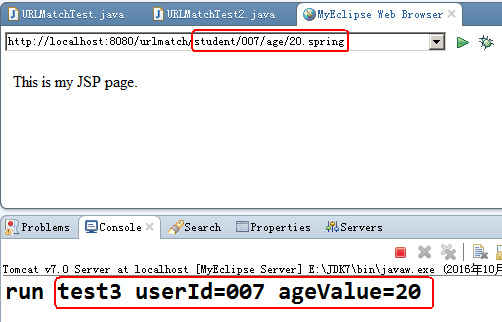 URLMatchTest.java URLMatchTest2.java MyEclipse Web Browser
http://localhost:8080/urlmatch/student/007/age/20.spring
This is my JSP page.
Problems Console Search Properties Servers
Tomcat v7.0 Server at localhost [MyEclipse Server] E:\JDK7\bin\javaw.exe (2016年10月
run test3 userId=007 ageValue=20